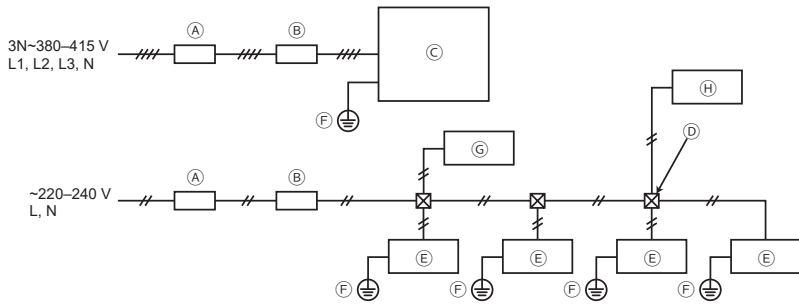 Ⓐ Ⓑ
3N~380–415 V
L1, L2, L3, N
Ⓒ
Ⓕ
Ⓗ
Ⓓ
Ⓖ
Ⓐ Ⓑ
~220–240 V
L, N
Ⓔ Ⓔ Ⓔ Ⓔ
Ⓕ Ⓕ Ⓕ Ⓕ